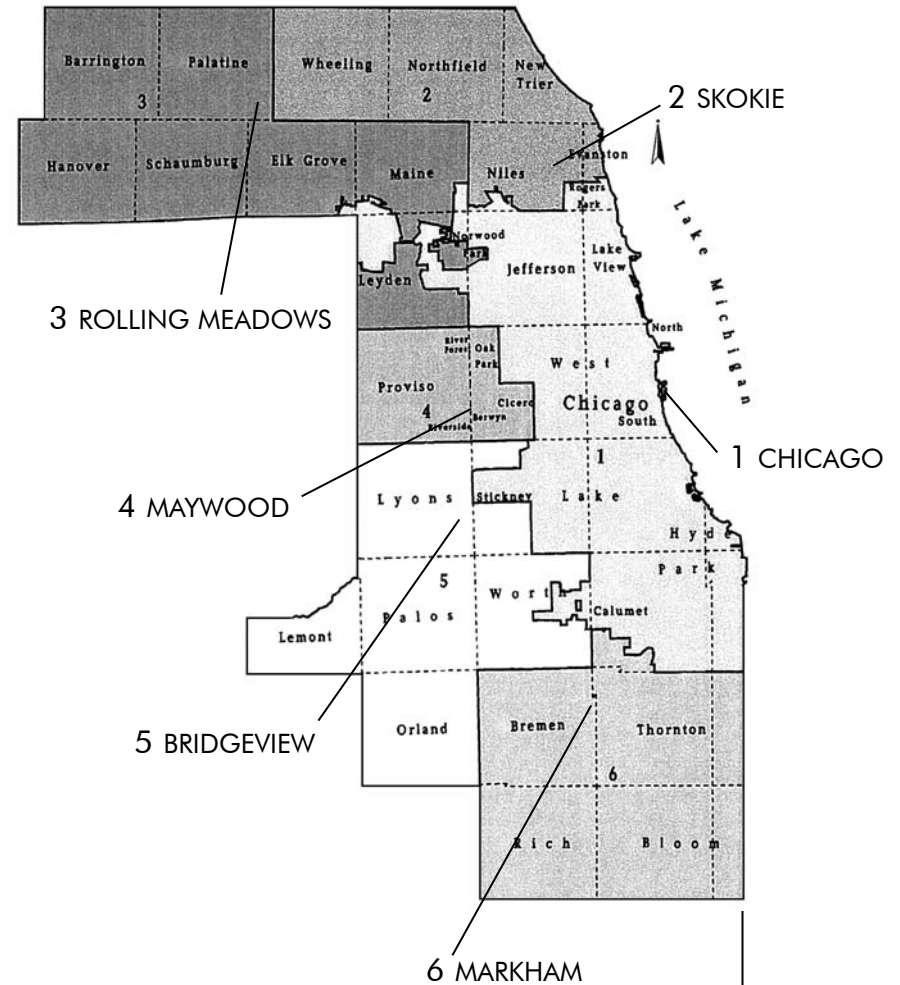 Barrington
Palatine
Wheeling
Northfield
New
Trier
3
2
2 SKOKIE
Hanover
Schaumburg
Elk Grove
Maine
Niles
Evanston
Rogers
Park
Norwood
Park
Lake
View
Jefferson
Leyden
Lake Michigan
3 ROLLING MEADOWS
North
River
Forest
Oak
Park
West
Proviso
4
Cicero
Chicago
Riverside
Berwyn
South
1
1 CHICAGO
Lyons
Stickney
Lake
4 MAYWOOD
Hyde
Park
5
Worth
Calumet
Palos
Lemont
Orland
5 BRIDGEVIEW
Bremen
Thornton
6
Rich
Bloom
6 MARKHAM